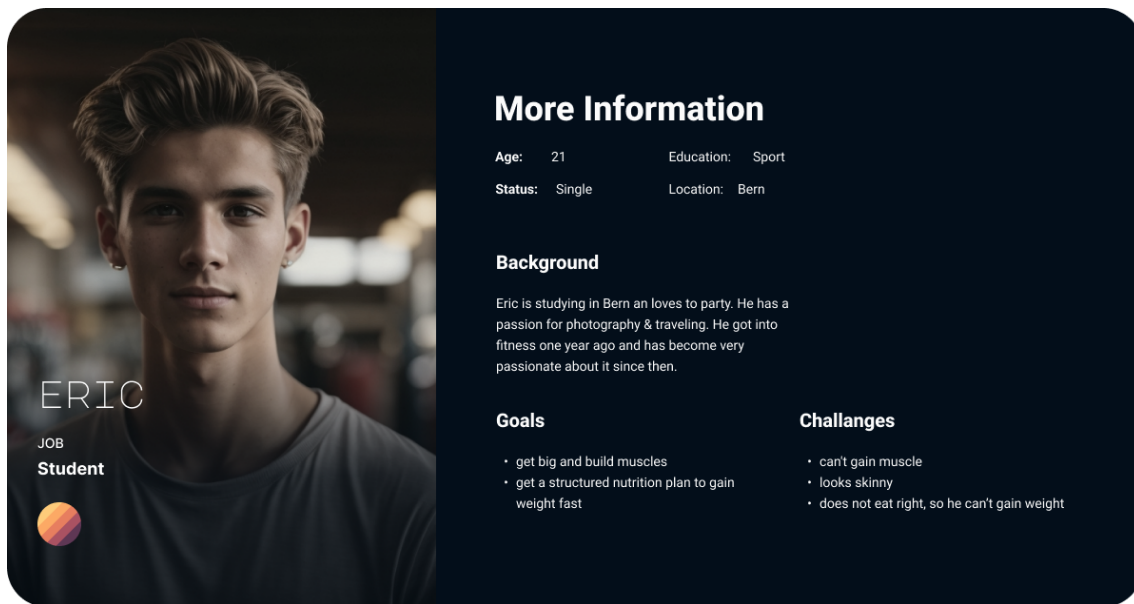 ERIC
JOB
Student
More Information
Age: 21 Education: Sport
Status: Single Location: Bern
Background
Eric is studying in Bern an loves to party. He has a
passion for photography & traveling. He got into
fitness one year ago and has become very
passionate about it since then.
Goals
• get big and build muscles
• get a structured nutrition plan to gain
weight fast
Challanges
• can't gain muscle
• looks skinny
• does not eat right, so he can’t gain weight